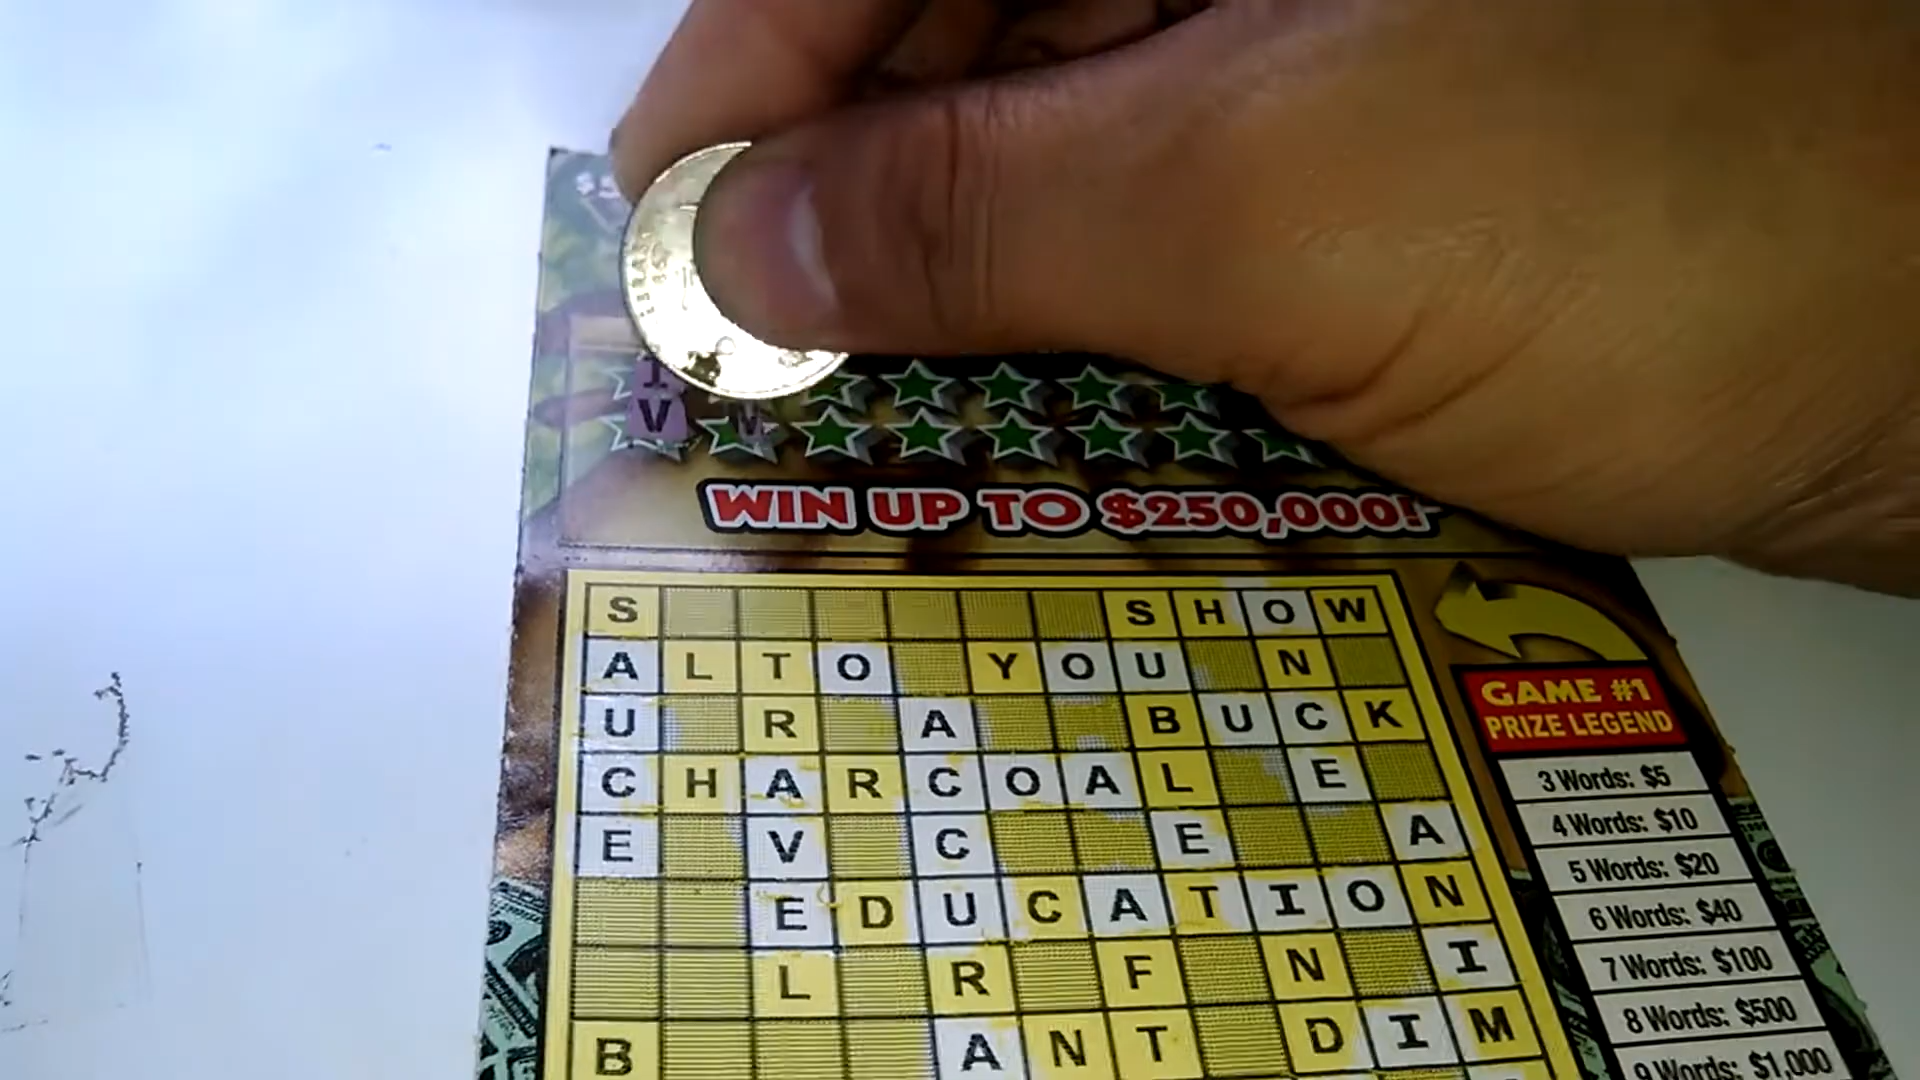 $5
I
V
WIN UP TO $250,000!
S S H O W
A L T O Y O U N
U R A B U C K
C H A R C O A L E
E V C E A
E D U C A T I O N
L R F N I
B A N T D I M
GAME #1
PRIZE LEGEND
3 Words: $5
4 Words: $10
5 Words: $20
6 Words: $40
7 Words: $100
8 Words: $500
9 Words: $1,000